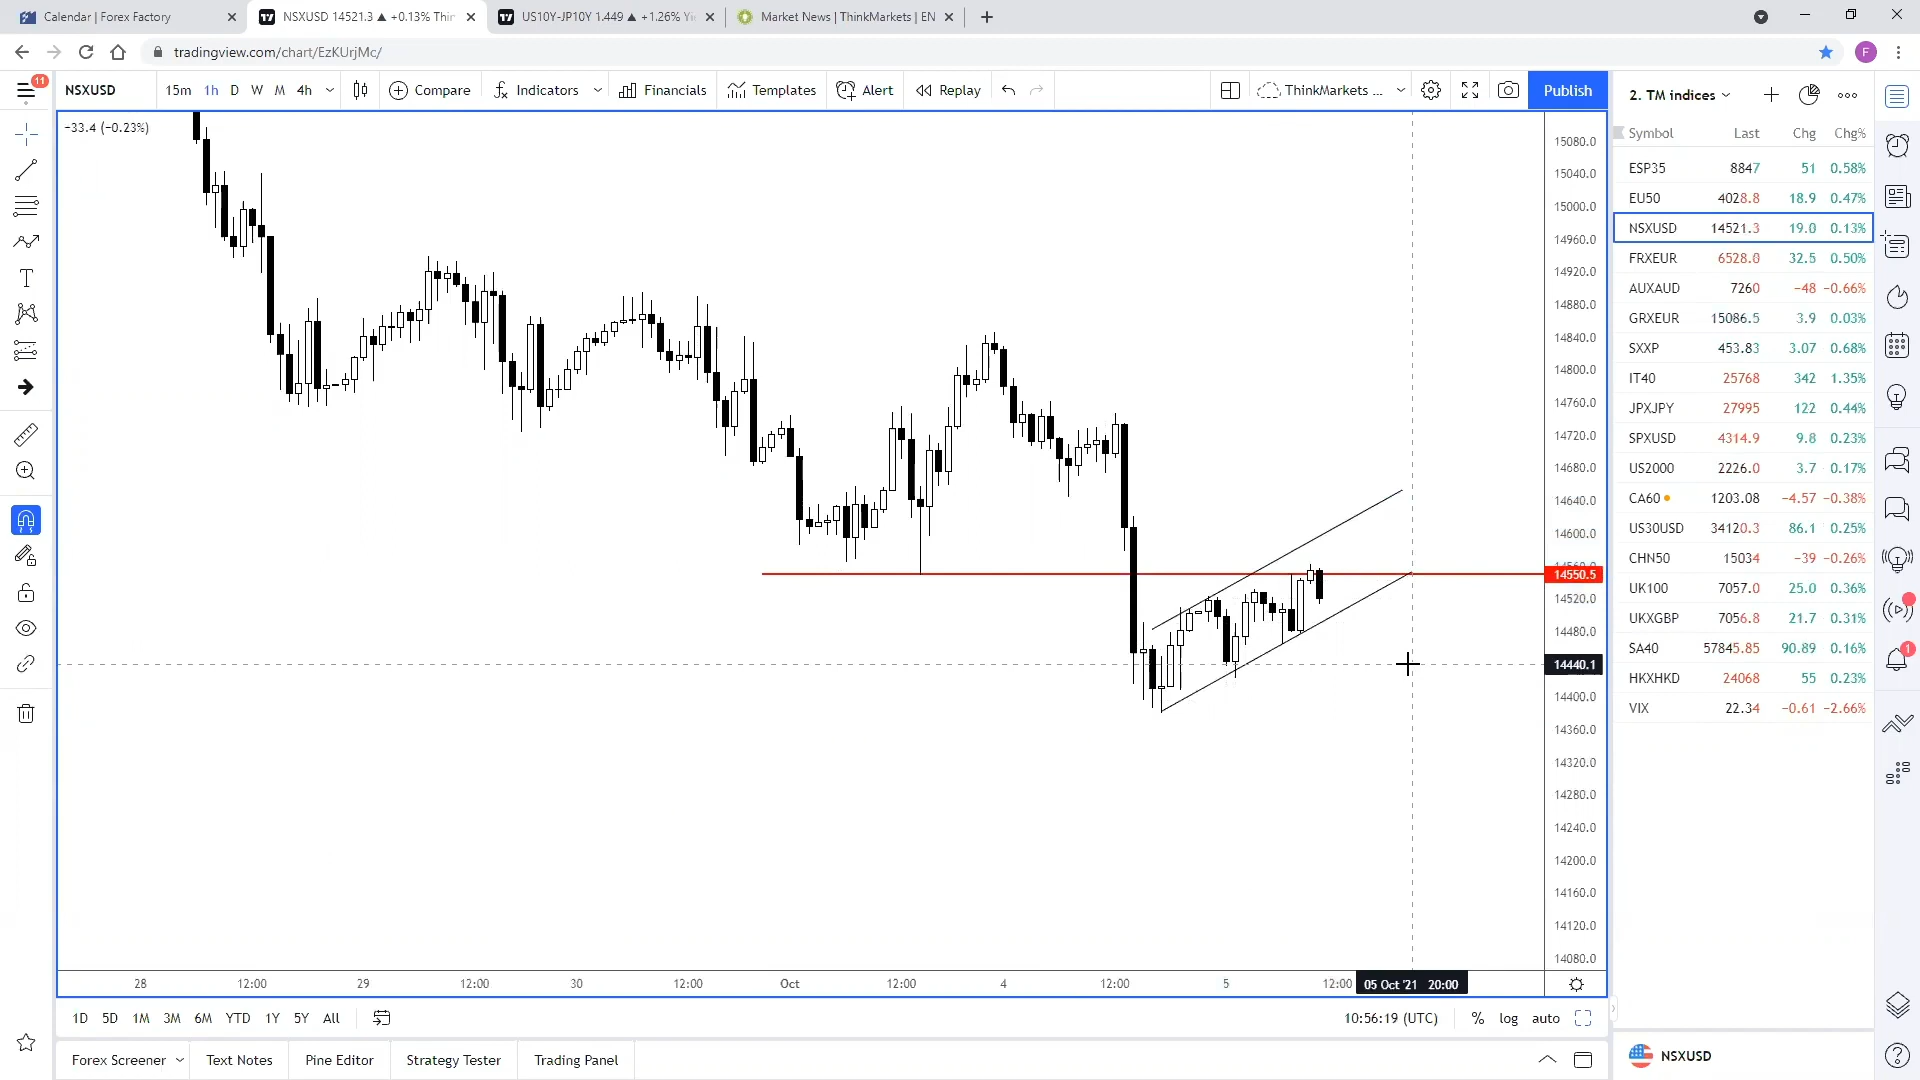 Calendar | Forex Factory
NSXUSD 14521.3 ▲ +0.13% Thin
US10Y-JP10Y 1.449 ▲ +1.26% Yi
Market News | ThinkMarkets | EN
tradingview.com/chart/EzKUrjMc/
F
11
NSXUSD
15m 1h D W M 4h
Compare
Indicators
Financials
Templates
Alert
Replay
ThinkMarkets ...
Publish
2. TM indices
−33.4 (−0.23%)
Symbol Last Chg Chg%
ESP35 8847 51 0.58%
EU50 4028.8 18.9 0.47%
NSXUSD 14521.3 19.0 0.13%
FRXEUR 6528.0 32.5 0.50%
AUXAUD 7260 −48 −0.66%
GRXEUR 15086.5 3.9 0.03%
SXXP 453.83 3.07 0.68%
IT40 25768 342 1.35%
JPXJPY 27995 122 0.44%
SPXUSD 4314.9 9.8 0.23%
US2000 2226.0 3.7 0.17%
CA60 1203.08 −4.57 −0.38%
US30USD 34120.3 86.1 0.25%
CHN50 15034 −39 −0.26%
UK100 7057.0 25.0 0.36%
UKXGBP 7056.8 21.7 0.31%
SA40 57845.85 90.89 0.16%
HKXHKD 24068 55 0.23%
VIX 22.34 −0.61 −2.66%
1
15080.0
15040.0
15000.0
14960.0
14920.0
14880.0
14840.0
14800.0
14760.0
14720.0
14680.0
14640.0
14600.0
14550.5
14520.0
14480.0
14440.1
14400.0
14360.0
14320.0
14280.0
14240.0
14200.0
14160.0
14120.0
14080.0
28 12:00 29 12:00 30 12:00 Oct 12:00 4 12:00 5 12:00 05 Oct '21 20:00
1D 5D 1M 3M 6M YTD 1Y 5Y All
10:56:19 (UTC) % log auto
Forex Screener Text Notes Pine Editor Strategy Tester Trading Panel
NSXUSD